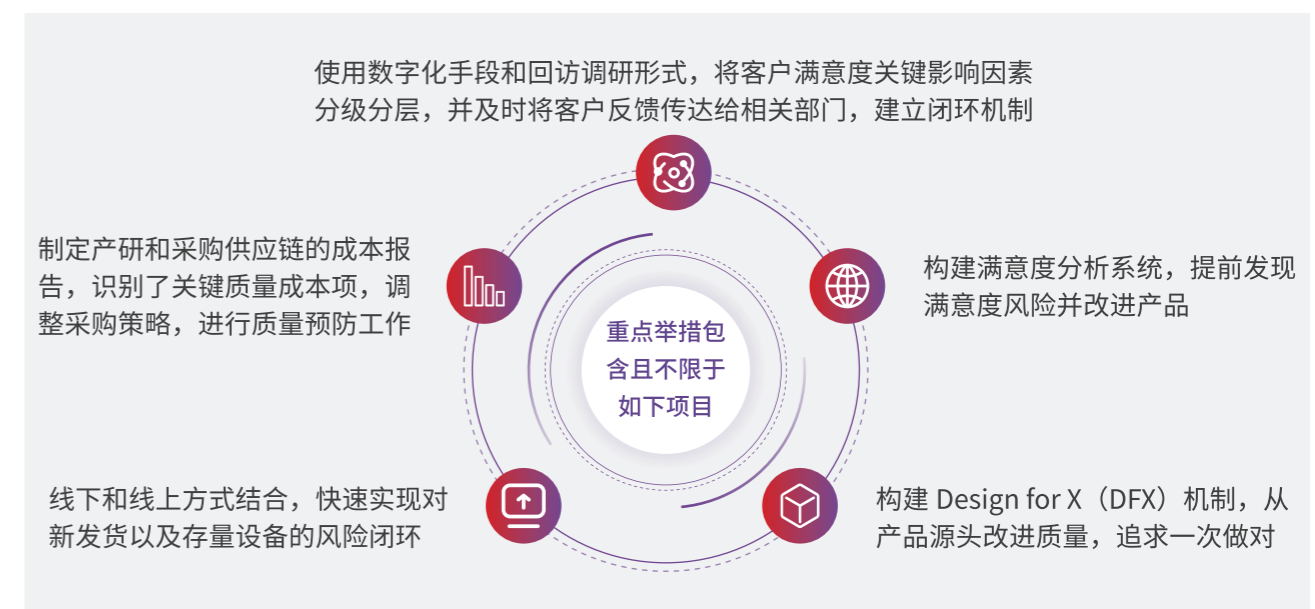 使用数字化手段和回访调研形式，将客户满意度关键影响因素
分级分层，并及时将客户反馈传达给相关部门，建立闭环机制
制定产研和采购供应链的成本报
告，识别了关键质量成本项，调
整采购策略，进行质量预防工作
构建满意度分析系统，提前发现
满意度风险并改进产品
重点举措包
含且不限于
如下项目
线下和线上方式结合，快速实现对
新发货以及存量设备的风险闭环
构建 Design for X（DFX）机制，从
产品源头改进质量，追求一次做对